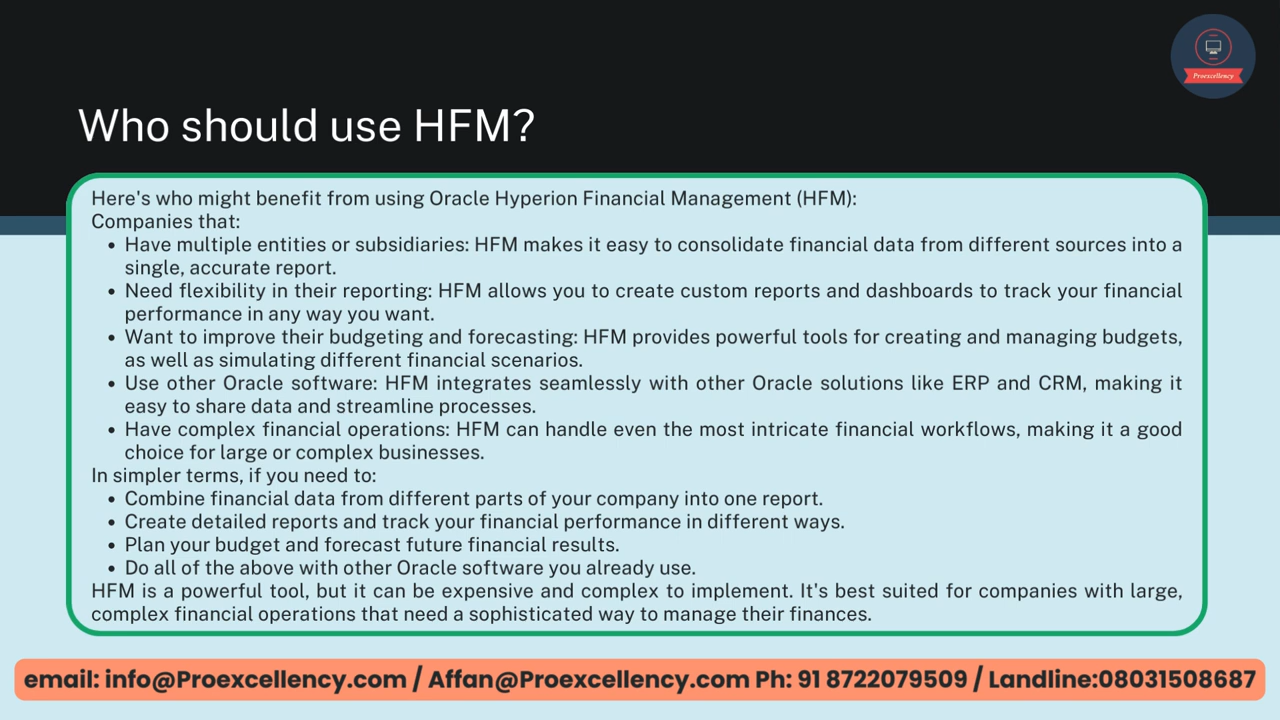 Proexcellency
Who should use HFM?
Here's who might benefit from using Oracle Hyperion Financial Management (HFM):
Companies that:
• Have multiple entities or subsidiaries: HFM makes it easy to consolidate financial data from different sources into a
single, accurate report.
• Need flexibility in their reporting: HFM allows you to create custom reports and dashboards to track your financial
performance in any way you want.
• Want to improve their budgeting and forecasting: HFM provides powerful tools for creating and managing budgets,
as well as simulating different financial scenarios.
• Use other Oracle software: HFM integrates seamlessly with other Oracle solutions like ERP and CRM, making it
easy to share data and streamline processes.
• Have complex financial operations: HFM can handle even the most intricate financial workflows, making it a good
choice for large or complex businesses.
In simpler terms, if you need to:
• Combine financial data from different parts of your company into one report.
• Create detailed reports and track your financial performance in different ways.
• Plan your budget and forecast future financial results.
• Do all of the above with other Oracle software you already use.
HFM is a powerful tool, but it can be expensive and complex to implement. It's best suited for companies with large,
complex financial operations that need a sophisticated way to manage their finances.
email: info@Proexcellency.com / Affan@Proexcellency.com Ph: 91 8722079509 / Landline:08031508687